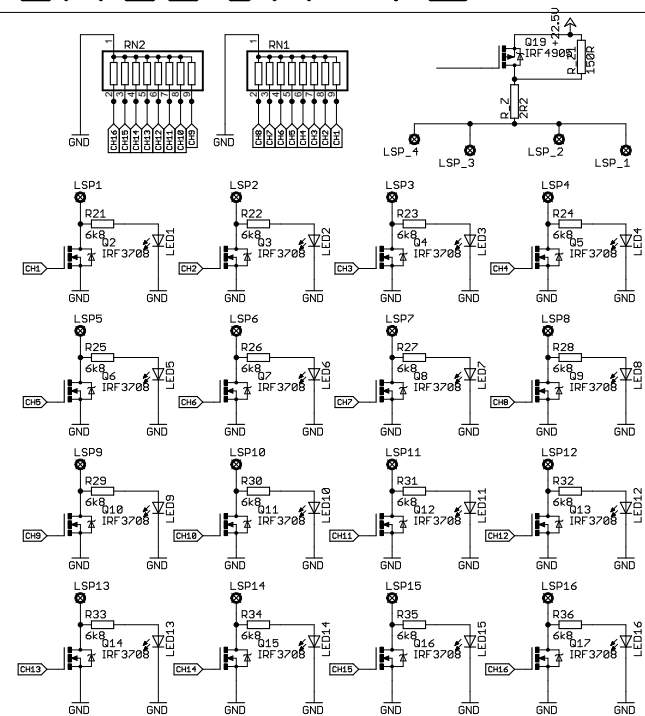 +22.5V
Q19
IRF4905
R_Z1
150R
R_Z
2R2
LSP_4
LSP_3
LSP_2
LSP_1
RN2
1
2 3 4 5 6 7 8 9
CH16 CH15 CH14 CH13 CH12 CH11 CH10 CH9
GND
RN1
1
2 3 4 5 6 7 8 9
CH8 CH7 CH6 CH5 CH4 CH3 CH2 CH1
GND
LSP1 LSP2 LSP3 LSP4
R21 R22 R23 R24
6k8 6k8 6k8 6k8
Q2 Q3 Q4 Q5
IRF3708 IRF3708 IRF3708 IRF3708
LED1 LED2 LED3 LED4
CH1 CH2 CH3 CH4
GND GND GND GND GND GND GND GND
LSP5 LSP6 LSP7 LSP8
R25 R26 R27 R28
6k8 6k8 6k8 6k8
Q6 Q7 Q8 Q9
IRF3708 IRF3708 IRF3708 IRF3708
LED5 LED6 LED7 LED8
CH5 CH6 CH7 CH8
GND GND GND GND GND GND GND GND
LSP9 LSP10 LSP11 LSP12
R29 R30 R31 R32
6k8 6k8 6k8 6k8
Q10 Q11 Q12 Q13
IRF3708 IRF3708 IRF3708 IRF3708
LED9 LED10 LED11 LED12
CH9 CH10 CH11 CH12
GND GND GND GND GND GND GND GND
LSP13 LSP14 LSP15 LSP16
R33 R34 R35 R36
6k8 6k8 6k8 6k8
Q14 Q15 Q16 Q17
IRF3708 IRF3708 IRF3708 IRF3708
LED13 LED14 LED15 LED16
CH13 CH14 CH15 CH16
GND GND GND GND GND GND GND GND